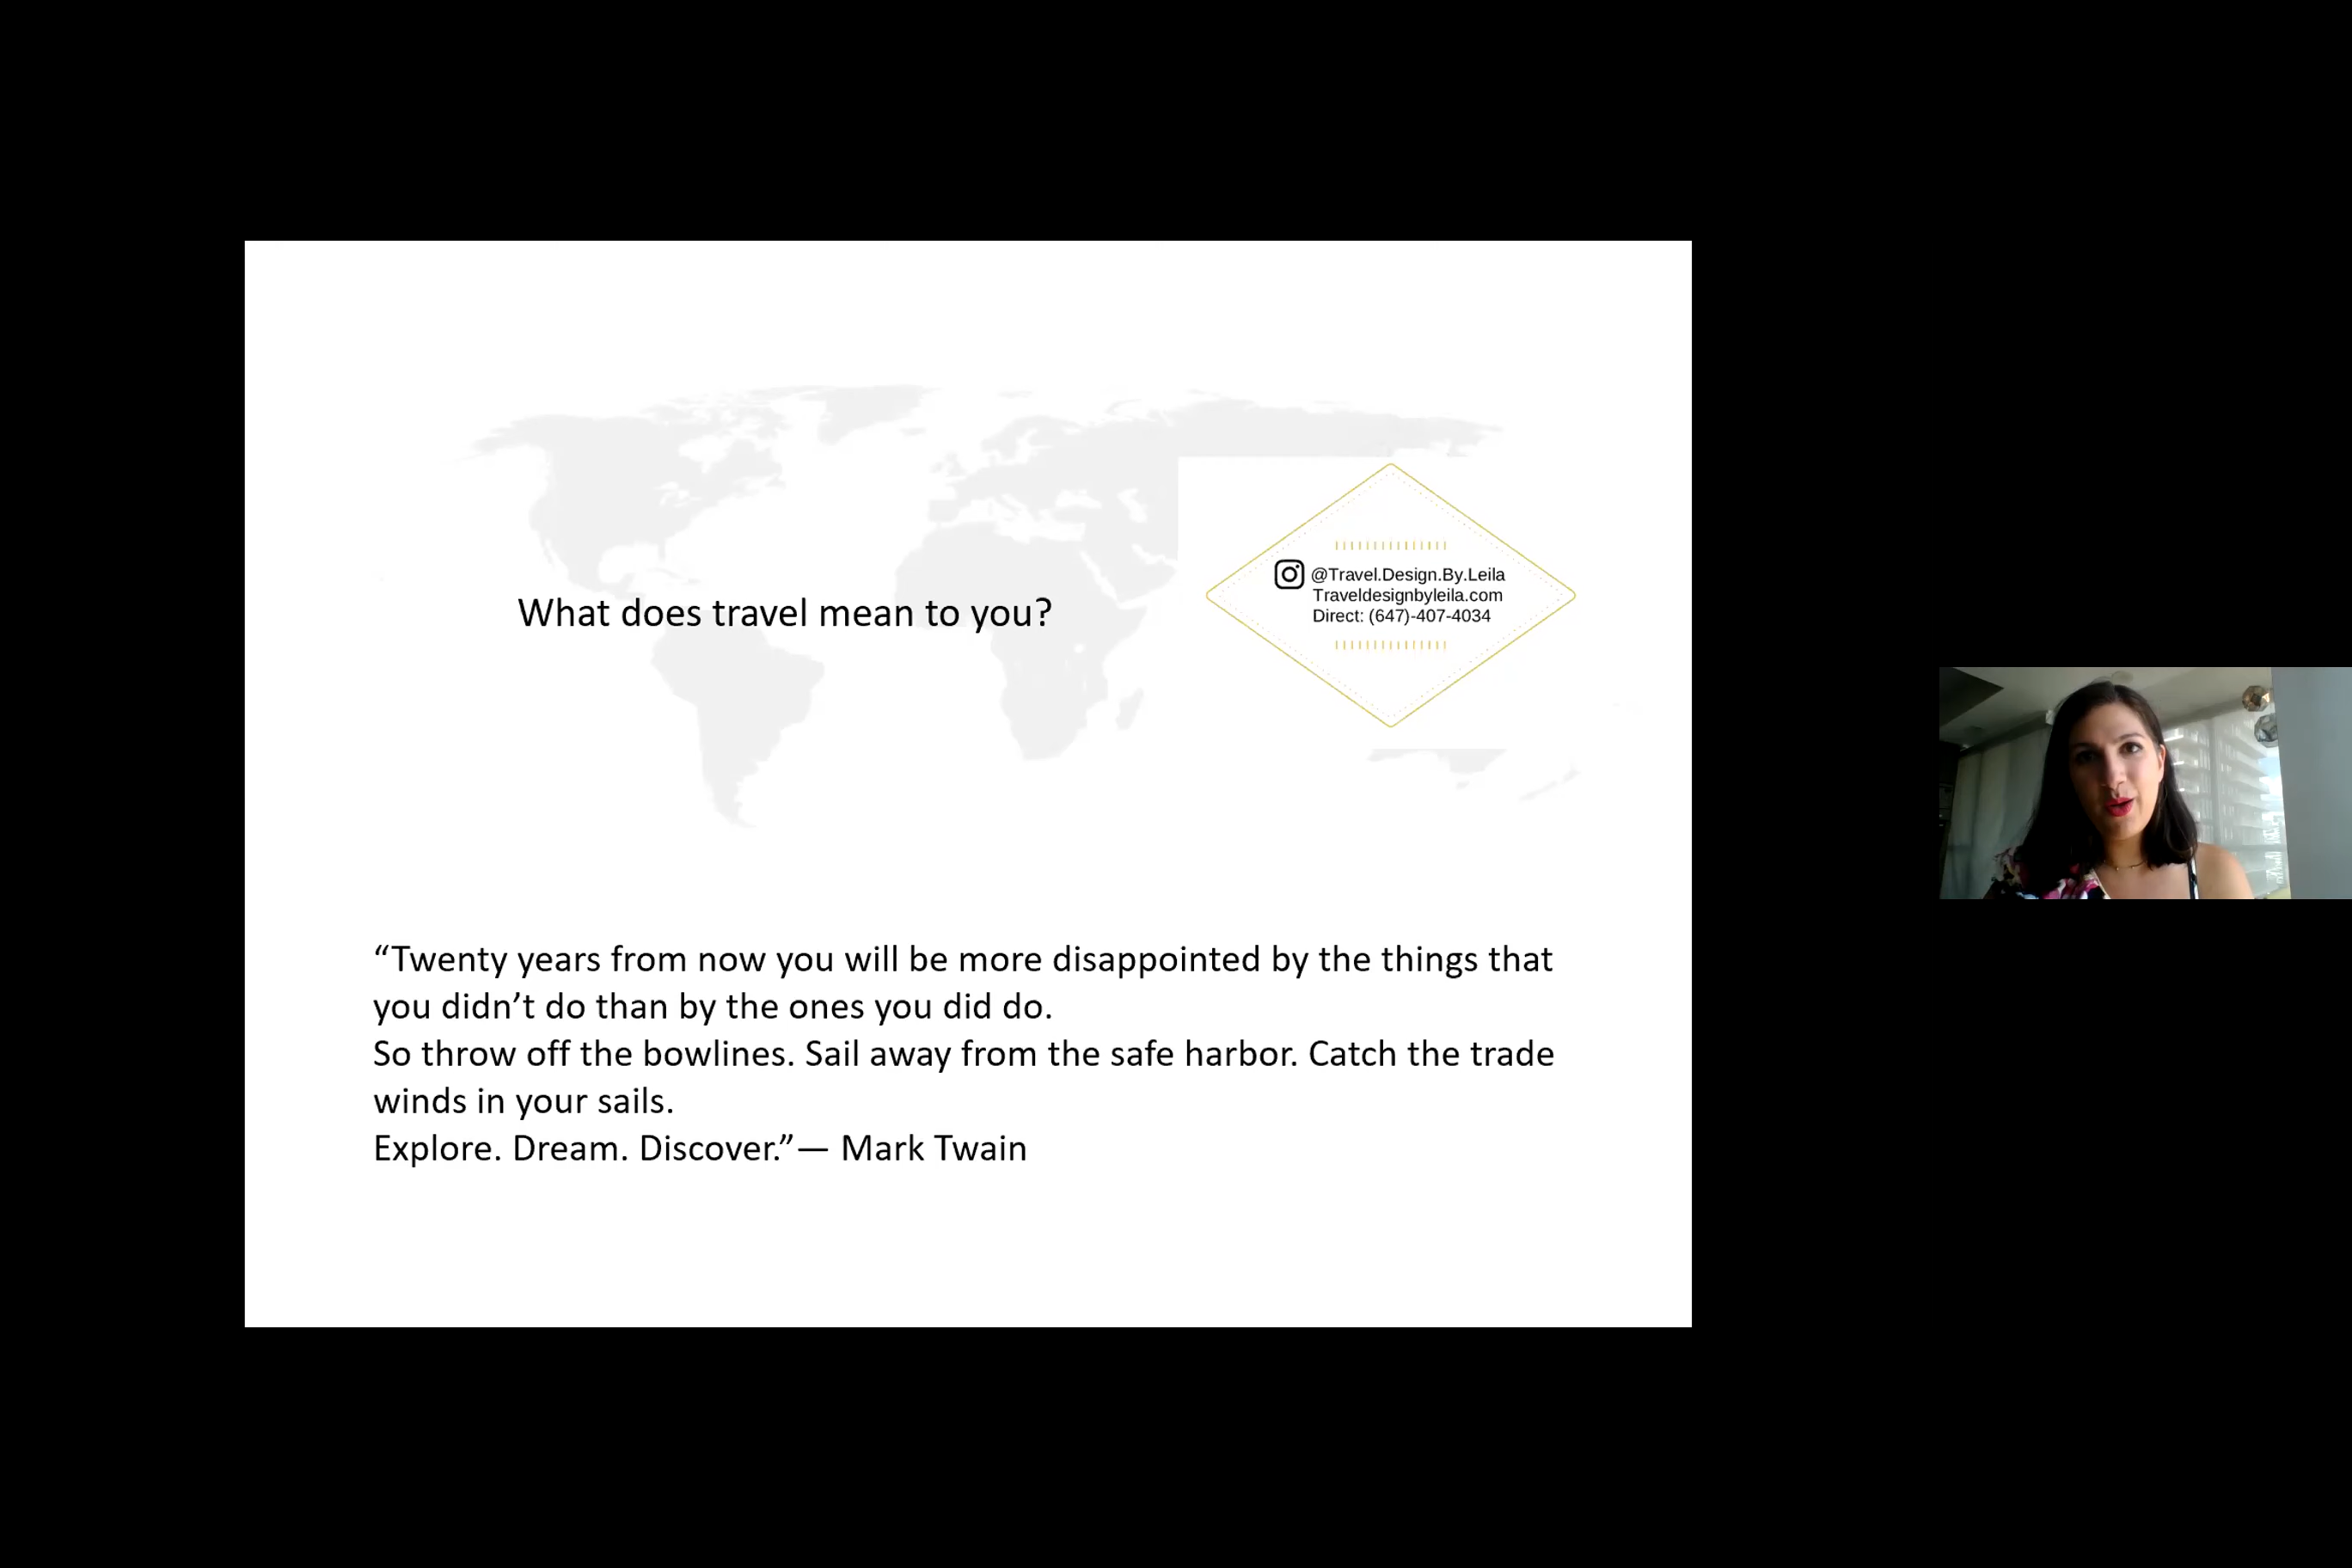 What does travel mean to you?
@Travel.Design.By.Leila
Traveldesignbyleila.com
Direct: (647)-407-4034
“Twenty years from now you will be more disappointed by the things that
you didn’t do than by the ones you did do.
So throw off the bowlines. Sail away from the safe harbor. Catch the trade
winds in your sails.
Explore. Dream. Discover.”— Mark Twain